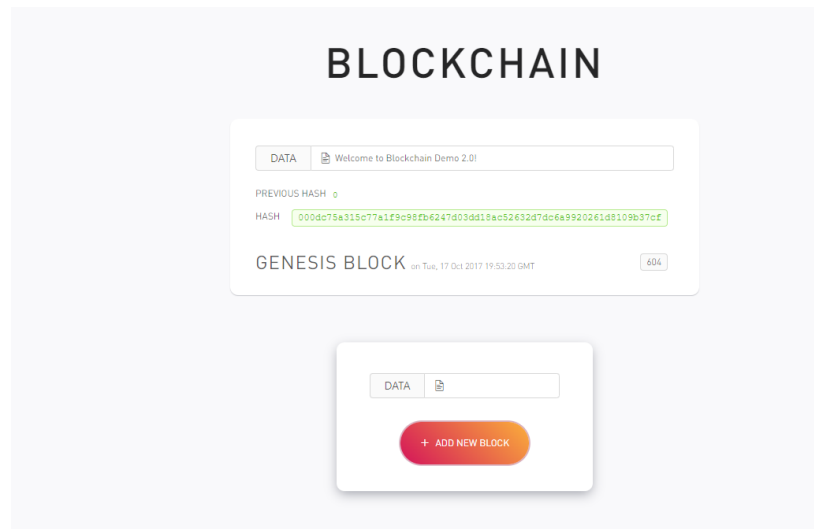 BLOCKCHAIN
DATA Welcome to Blockchain Demo 2.0!
PREVIOUS HASH 0
HASH 000dc75a315c77a1f9c98fb6247d03dd18ac52632d7dc6a9920261d8109b37cf
GENESIS BLOCK on Tue, 17 Oct 2017 19:53:20 GMT 604
DATA
+ ADD NEW BLOCK